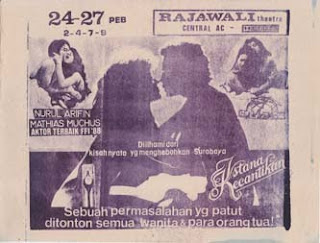 24-27 PEB
2-4-7-9
RAJAWALI theatre
CENTRAL AC -
NURUL ARIFIN
MATHIAS MUCHUS
AKTOR TERBAIK FFI'88
Diilhami dari
kisah nyata yg menghebohkan Surabaya
Istana
Kecantikan
Sebuah permasalahan yg patut
ditonton semua Wanita & para orang tua!